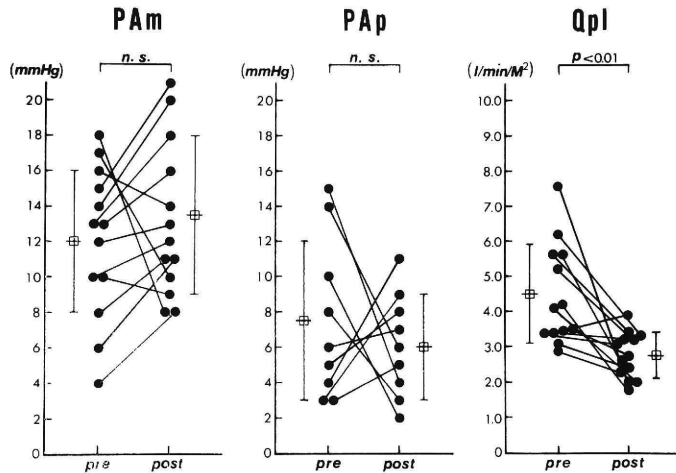 PAm
PAp
Qpl
(mmHg)
n. s.
(mmHg)
n. s.
(l/min/M²)
p<0.01
20
18
16
14
12
10
8
6
4
2
0
20
18
16
14
12
10
8
6
4
2
0
10.0
9.0
8.0
7.0
6.0
5.0
4.0
3.0
2.0
1.0
0
pre
post
pre
post
pre
post